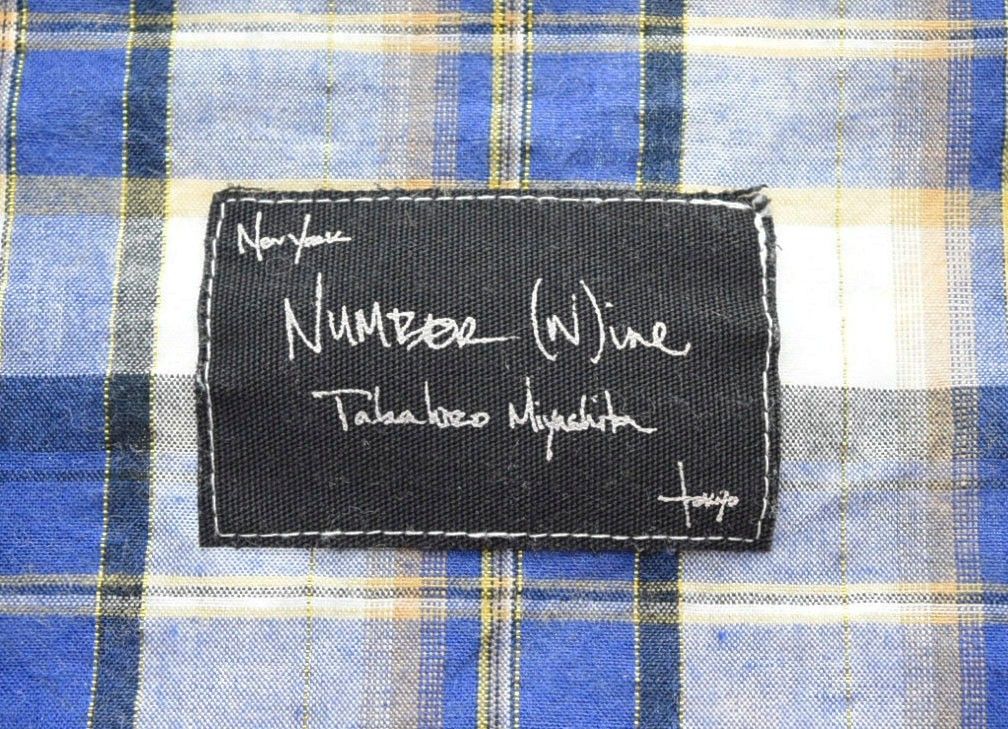 New York
NUMBER (N)ine
Takahiro Miyashita
tokyo